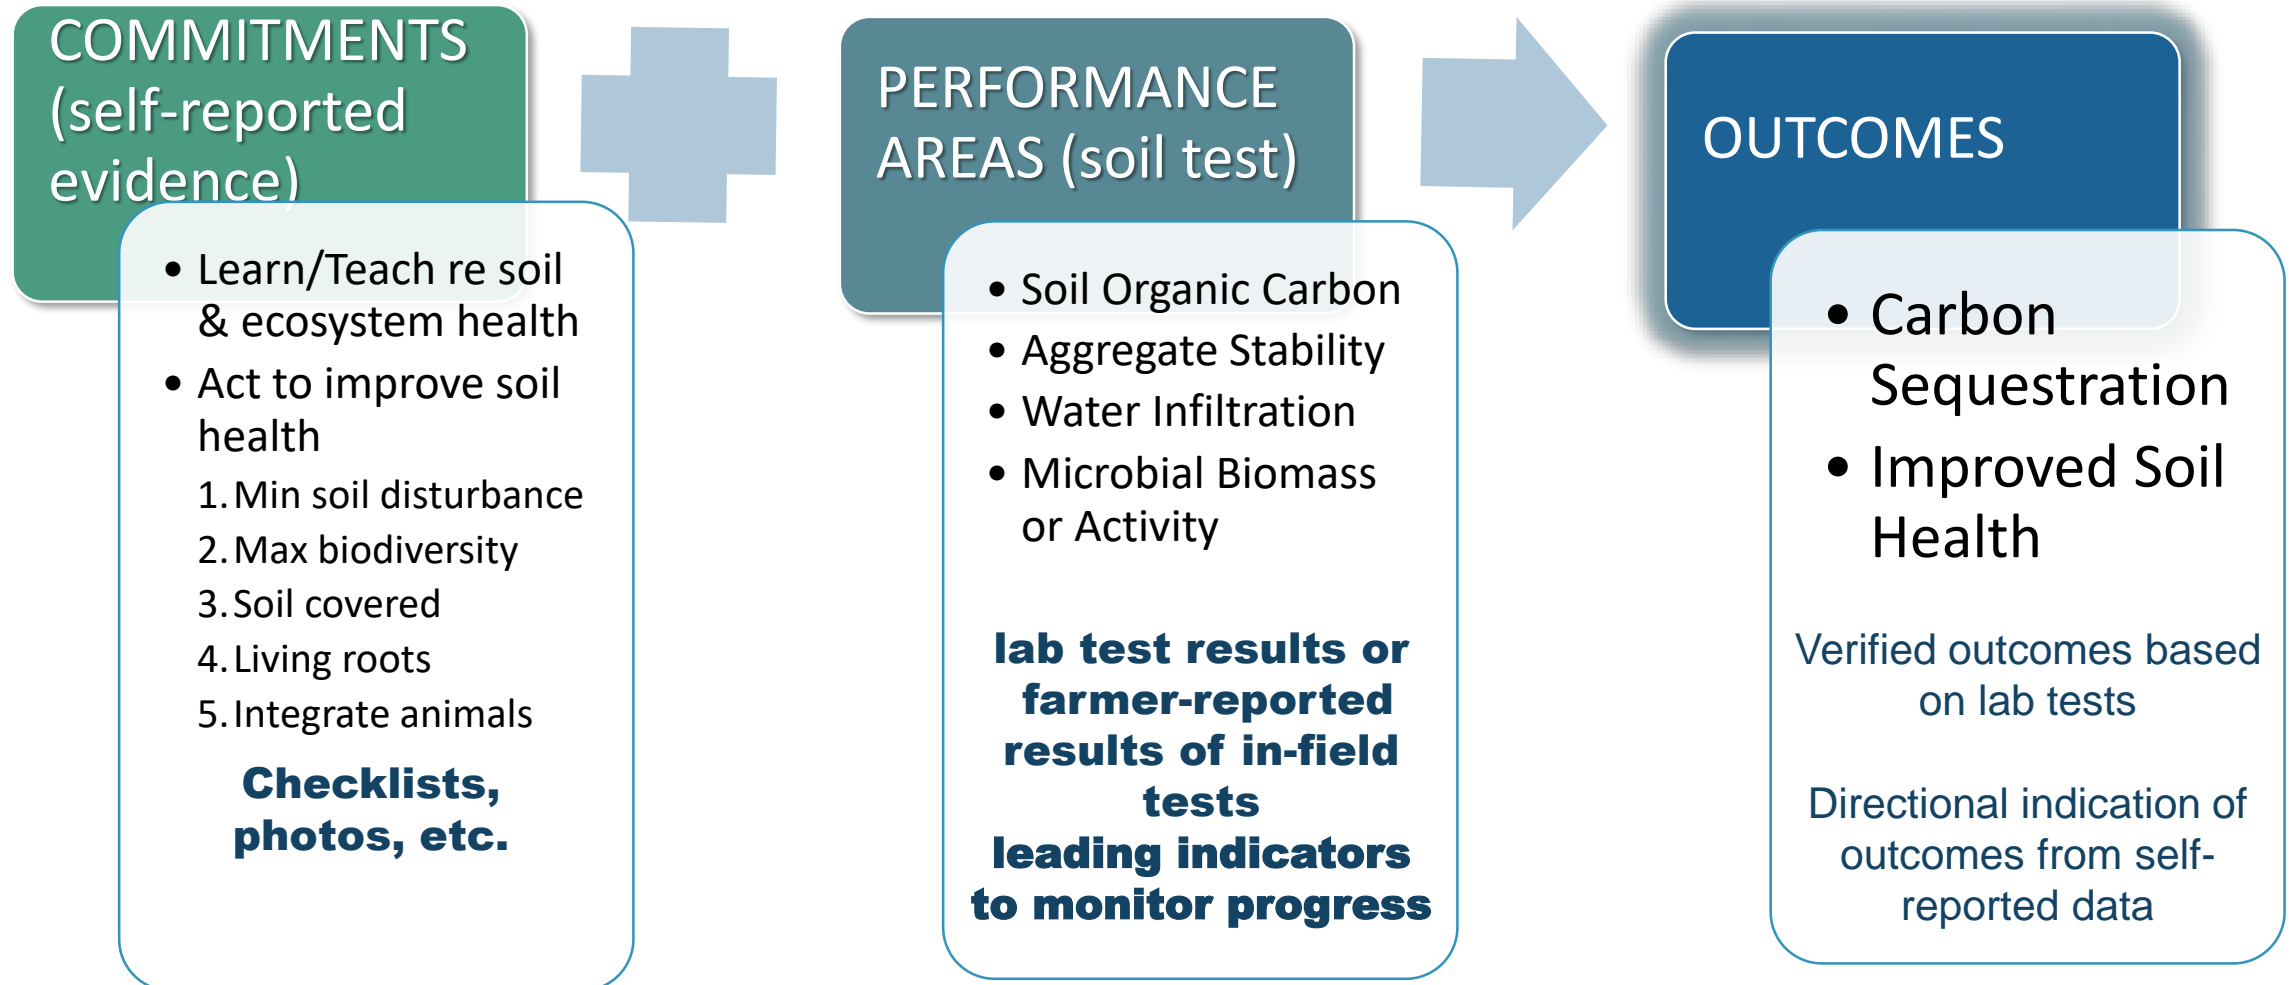 COMMITMENTS
(self-reported
evidence)
• Learn/Teach re soil
& ecosystem health
• Act to improve soil
health
1. Min soil disturbance
2. Max biodiversity
3. Soil covered
4. Living roots
5. Integrate animals
Checklists,
photos, etc.
PERFORMANCE
AREAS (soil test)
• Soil Organic Carbon
• Aggregate Stability
• Water Infiltration
• Microbial Biomass
or Activity
lab test results or
farmer-reported
results of in-field
tests
leading indicators
to monitor progress
OUTCOMES
• Carbon
Sequestration
• Improved Soil
Health
Verified outcomes based
on lab tests
Directional indication of
outcomes from self-
reported data